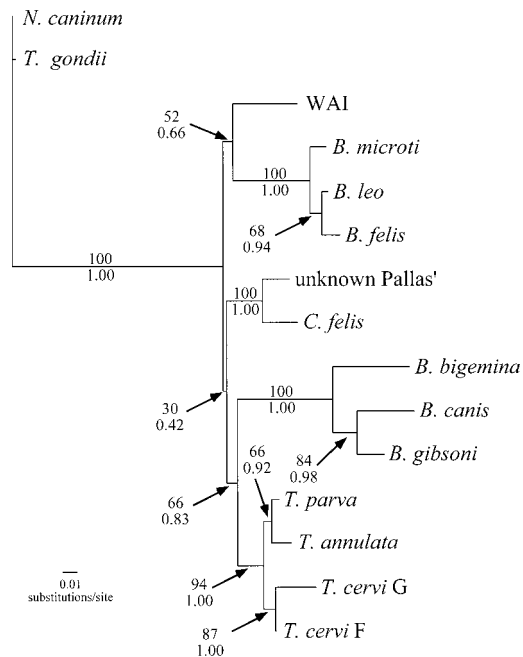 N. caninum
T. gondii
WAI
52
0.66
B. microti
100
1.00
B. leo
68
0.94
B. felis
100
1.00
unknown Pallas'
100
1.00
C. felis
B. bigemina
100
1.00
30
0.42
B. canis
66
0.92
84
0.98
B. gibsoni
66
0.83
T. parva
T. annulata
0.01
substitutions/site
94
1.00
T. cervi G
87
1.00
T. cervi F